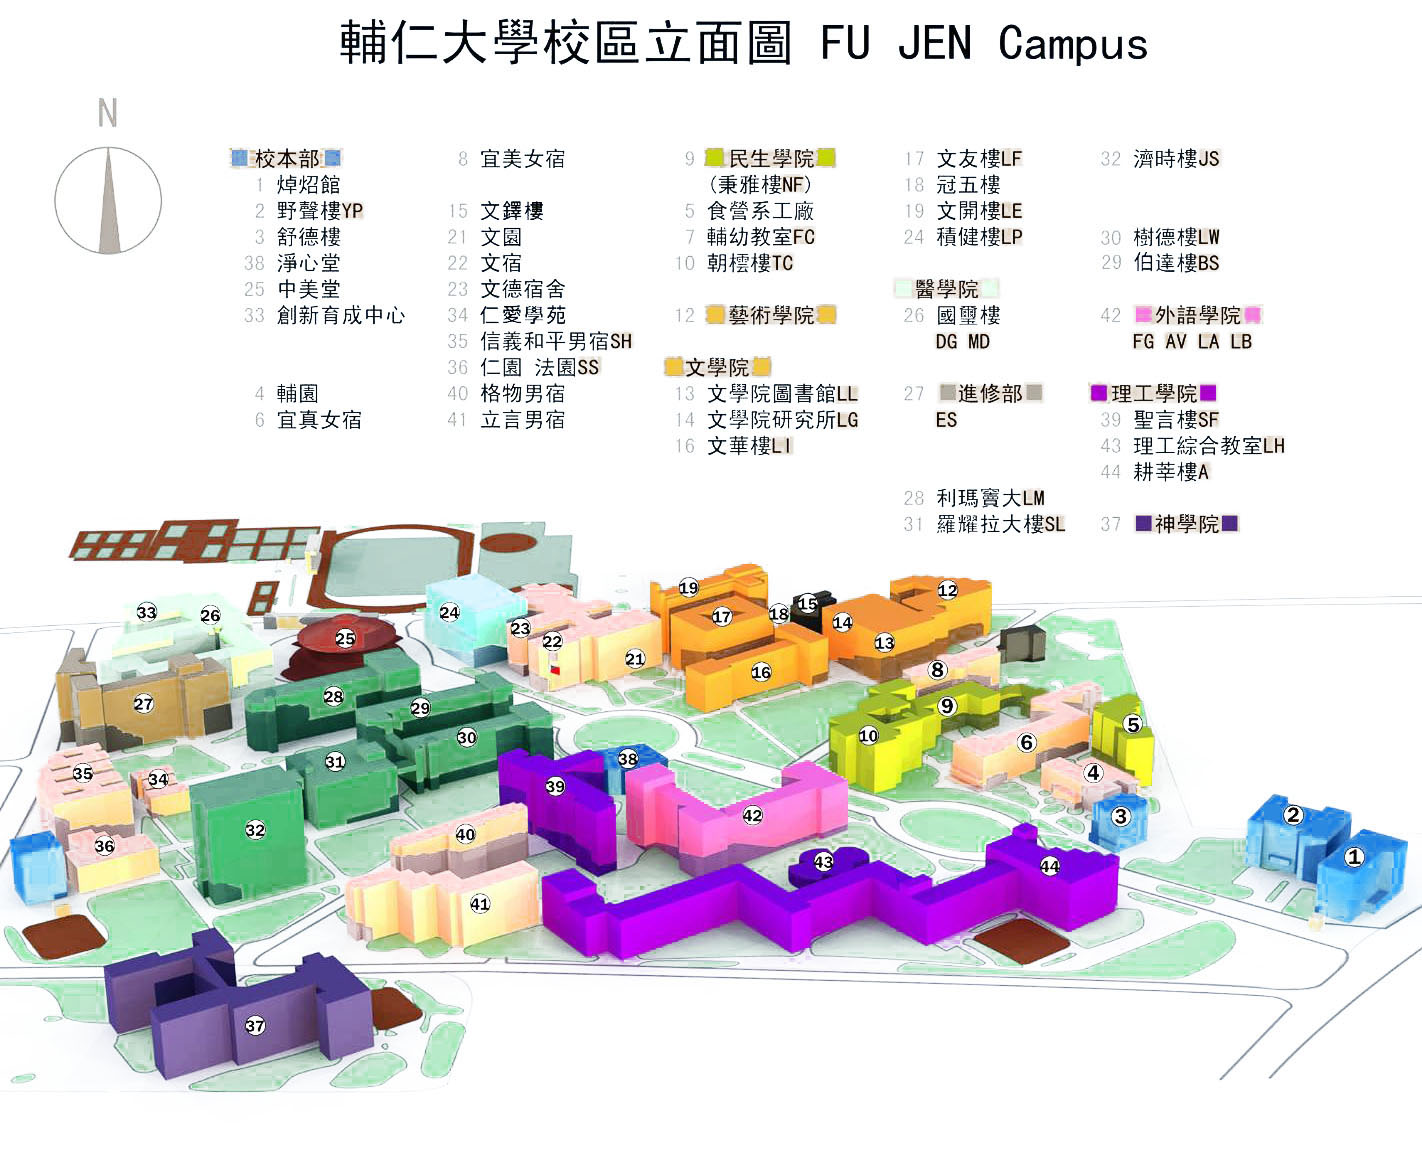 輔仁大學校區立面圖 FU JEN Campus
N
校本部
1 焯炤館
2 野聲樓YP
3 舒德樓
38 淨心堂
25 中美堂
33 創新育成中心
4 輔園
6 宜真女宿
8 宜美女宿
15 文鐸樓
21 文園
22 文宿
23 文德宿舍
34 仁愛學苑
35 信義和平男宿SH
36 仁園 法園SS
40 格物男宿
41 立言男宿
9 民生學院
(秉雅樓NF)
5 食營系工廠
7 輔幼教室FC
10 朝橒樓TC
12 藝術學院
文學院
13 文學院圖書館LL
14 文學院研究所LG
16 文華樓LI
17 文友樓LF
18 冠五樓
19 文開樓LE
24 積健樓LP
醫學院
26 國璽樓
DG MD
27 進修部
ES
28 利瑪竇大LM
31 羅耀拉大樓SL
32 濟時樓JS
30 樹德樓LW
29 伯達樓BS
42 外語學院
FG AV LA LB
理工學院
39 聖言樓SF
43 理工綜合教室LH
44 耕莘樓A
37 神學院
19
12
33
26
24
17
18
15
14
23
22
25
13
21
16
8
27
28
29
9
5
30
10
6
38
31
35
34
39
4
42
3
2
32
40
36
1
43
44
41
37